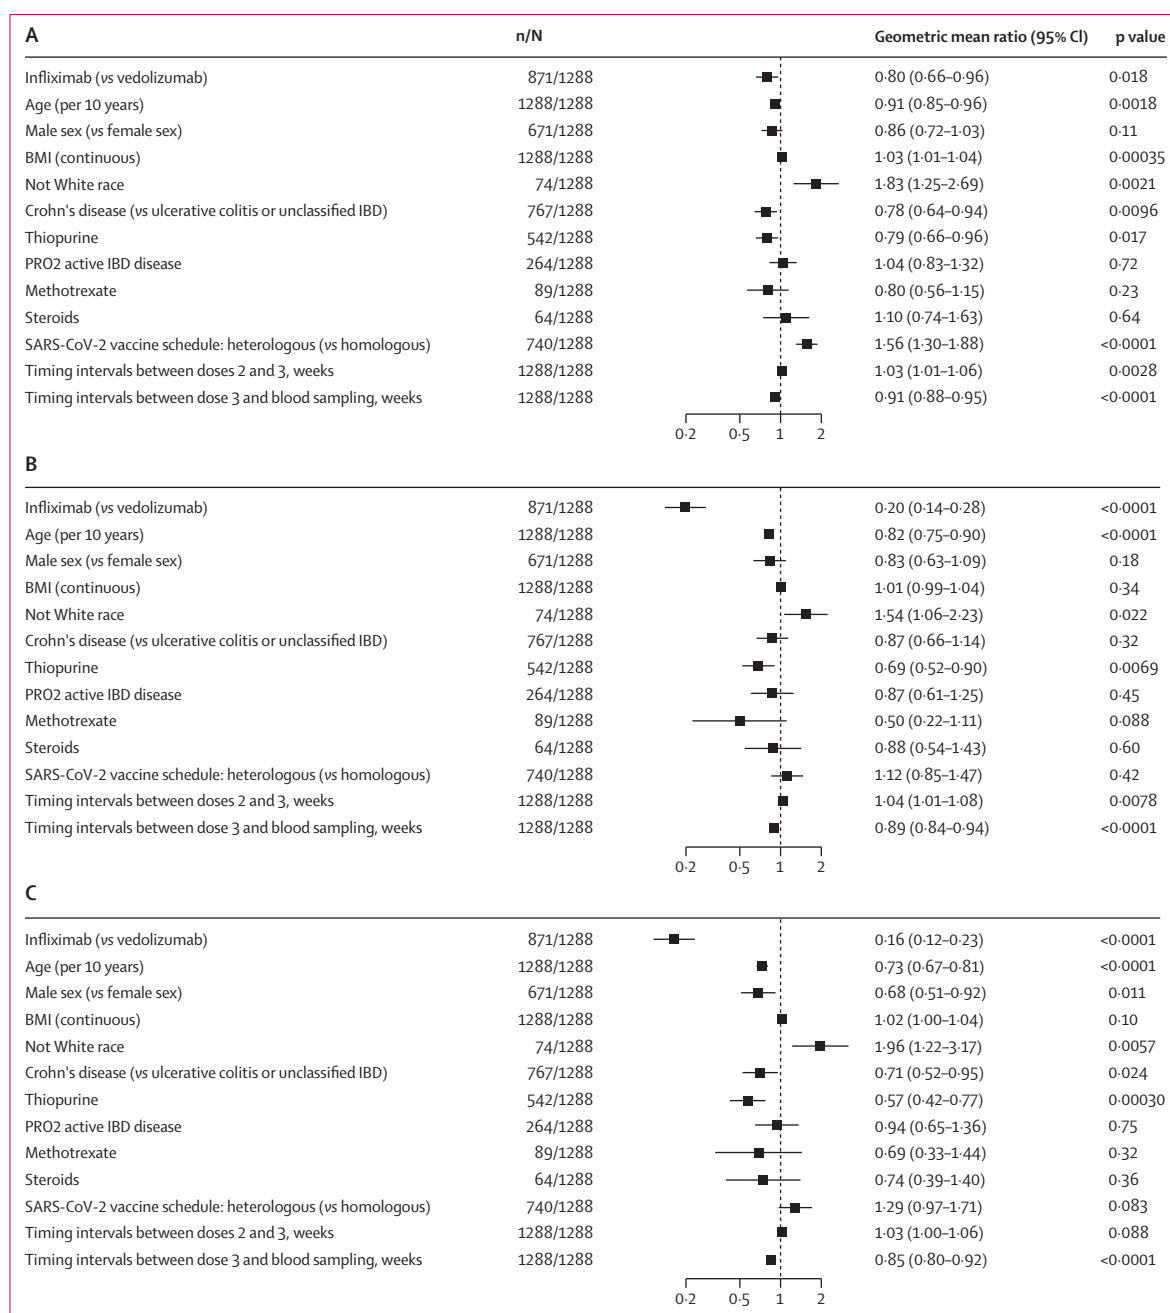 A n/N Geometric mean ratio (95% CI) p value
Infliximab (vs vedolizumab) 871/1288 0·80 (0·66–0·96) 0·018
Age (per 10 years) 1288/1288 0·91 (0·85–0·96) 0·0018
Male sex (vs female sex) 671/1288 0·86 (0·72–1·03) 0·11
BMI (continuous) 1288/1288 1·03 (1·01–1·04) 0·00035
Not White race 74/1288 1·83 (1·25–2·69) 0·0021
Crohn's disease (vs ulcerative colitis or unclassified IBD) 767/1288 0·78 (0·64–0·94) 0·0096
Thiopurine 542/1288 0·79 (0·66–0·96) 0·017
PRO2 active IBD disease 264/1288 1·04 (0·83–1·32) 0·72
Methotrexate 89/1288 0·80 (0·56–1·15) 0·23
Steroids 64/1288 1·10 (0·74–1·63) 0·64
SARS-CoV-2 vaccine schedule: heterologous (vs homologous) 740/1288 1·56 (1·30–1·88) <0·0001
Timing intervals between doses 2 and 3, weeks 1288/1288 1·03 (1·01–1·06) 0·0028
Timing intervals between dose 3 and blood sampling, weeks 1288/1288 0·91 (0·88–0·95) <0·0001
0·2 0·5 1 2
B
Infliximab (vs vedolizumab) 871/1288 0·20 (0·14–0·28) <0·0001
Age (per 10 years) 1288/1288 0·82 (0·75–0·90) <0·0001
Male sex (vs female sex) 671/1288 0·83 (0·63–1·09) 0·18
BMI (continuous) 1288/1288 1·01 (0·99–1·04) 0·34
Not White race 74/1288 1·54 (1·06–2·23) 0·022
Crohn's disease (vs ulcerative colitis or unclassified IBD) 767/1288 0·87 (0·66–1·14) 0·32
Thiopurine 542/1288 0·69 (0·52–0·90) 0·0069
PRO2 active IBD disease 264/1288 0·87 (0·61–1·25) 0·45
Methotrexate 89/1288 0·50 (0·22–1·11) 0·088
Steroids 64/1288 0·88 (0·54–1·43) 0·60
SARS-CoV-2 vaccine schedule: heterologous (vs homologous) 740/1288 1·12 (0·85–1·47) 0·42
Timing intervals between doses 2 and 3, weeks 1288/1288 1·04 (1·01–1·08) 0·0078
Timing intervals between dose 3 and blood sampling, weeks 1288/1288 0·89 (0·84–0·94) <0·0001
0·2 0·5 1 2
C
Infliximab (vs vedolizumab) 871/1288 0·16 (0·12–0·23) <0·0001
Age (per 10 years) 1288/1288 0·73 (0·67–0·81) <0·0001
Male sex (vs female sex) 671/1288 0·68 (0·51–0·92) 0·011
BMI (continuous) 1288/1288 1·02 (1·00–1·04) 0·10
Not White race 74/1288 1·96 (1·22–3·17) 0·0057
Crohn's disease (vs ulcerative colitis or unclassified IBD) 767/1288 0·71 (0·52–0·95) 0·024
Thiopurine 542/1288 0·57 (0·42–0·77) 0·00030
PRO2 active IBD disease 264/1288 0·94 (0·65–1·36) 0·75
Methotrexate 89/1288 0·69 (0·33–1·44) 0·32
Steroids 64/1288 0·74 (0·39–1·40) 0·36
SARS-CoV-2 vaccine schedule: heterologous (vs homologous) 740/1288 1·29 (0·97–1·71) 0·083
Timing intervals between doses 2 and 3, weeks 1288/1288 1·03 (1·00–1·06) 0·088
Timing intervals between dose 3 and blood sampling, weeks 1288/1288 0·85 (0·80–0·92) <0·0001
0·2 0·5 1 2